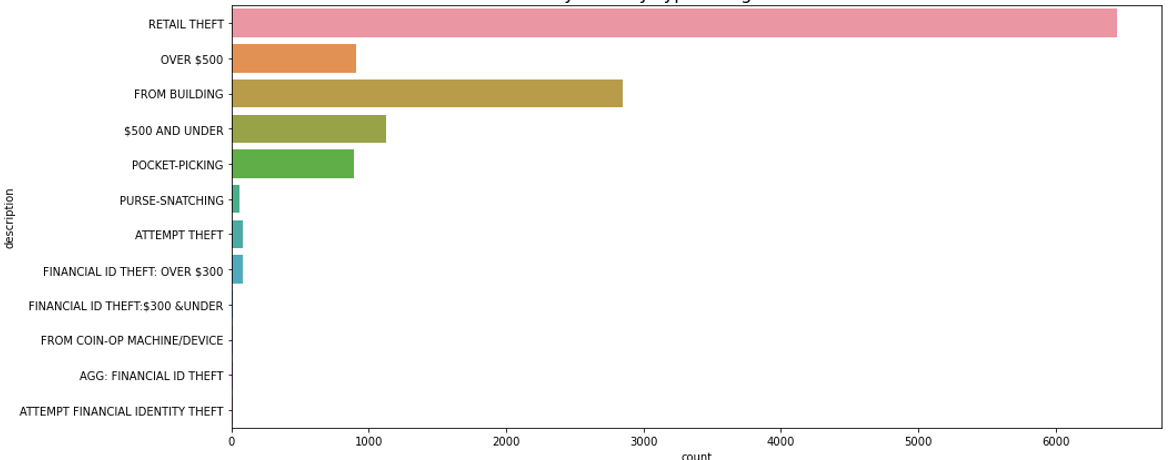 RETAIL THEFT
OVER $500
FROM BUILDING
$500 AND UNDER
POCKET-PICKING
PURSE-SNATCHING
ATTEMPT THEFT
FINANCIAL ID THEFT: OVER $300
FINANCIAL ID THEFT:$300 &UNDER
FROM COIN-OP MACHINE/DEVICE
AGG: FINANCIAL ID THEFT
ATTEMPT FINANCIAL IDENTITY THEFT
description
0 1000 2000 3000 4000 5000 6000
count